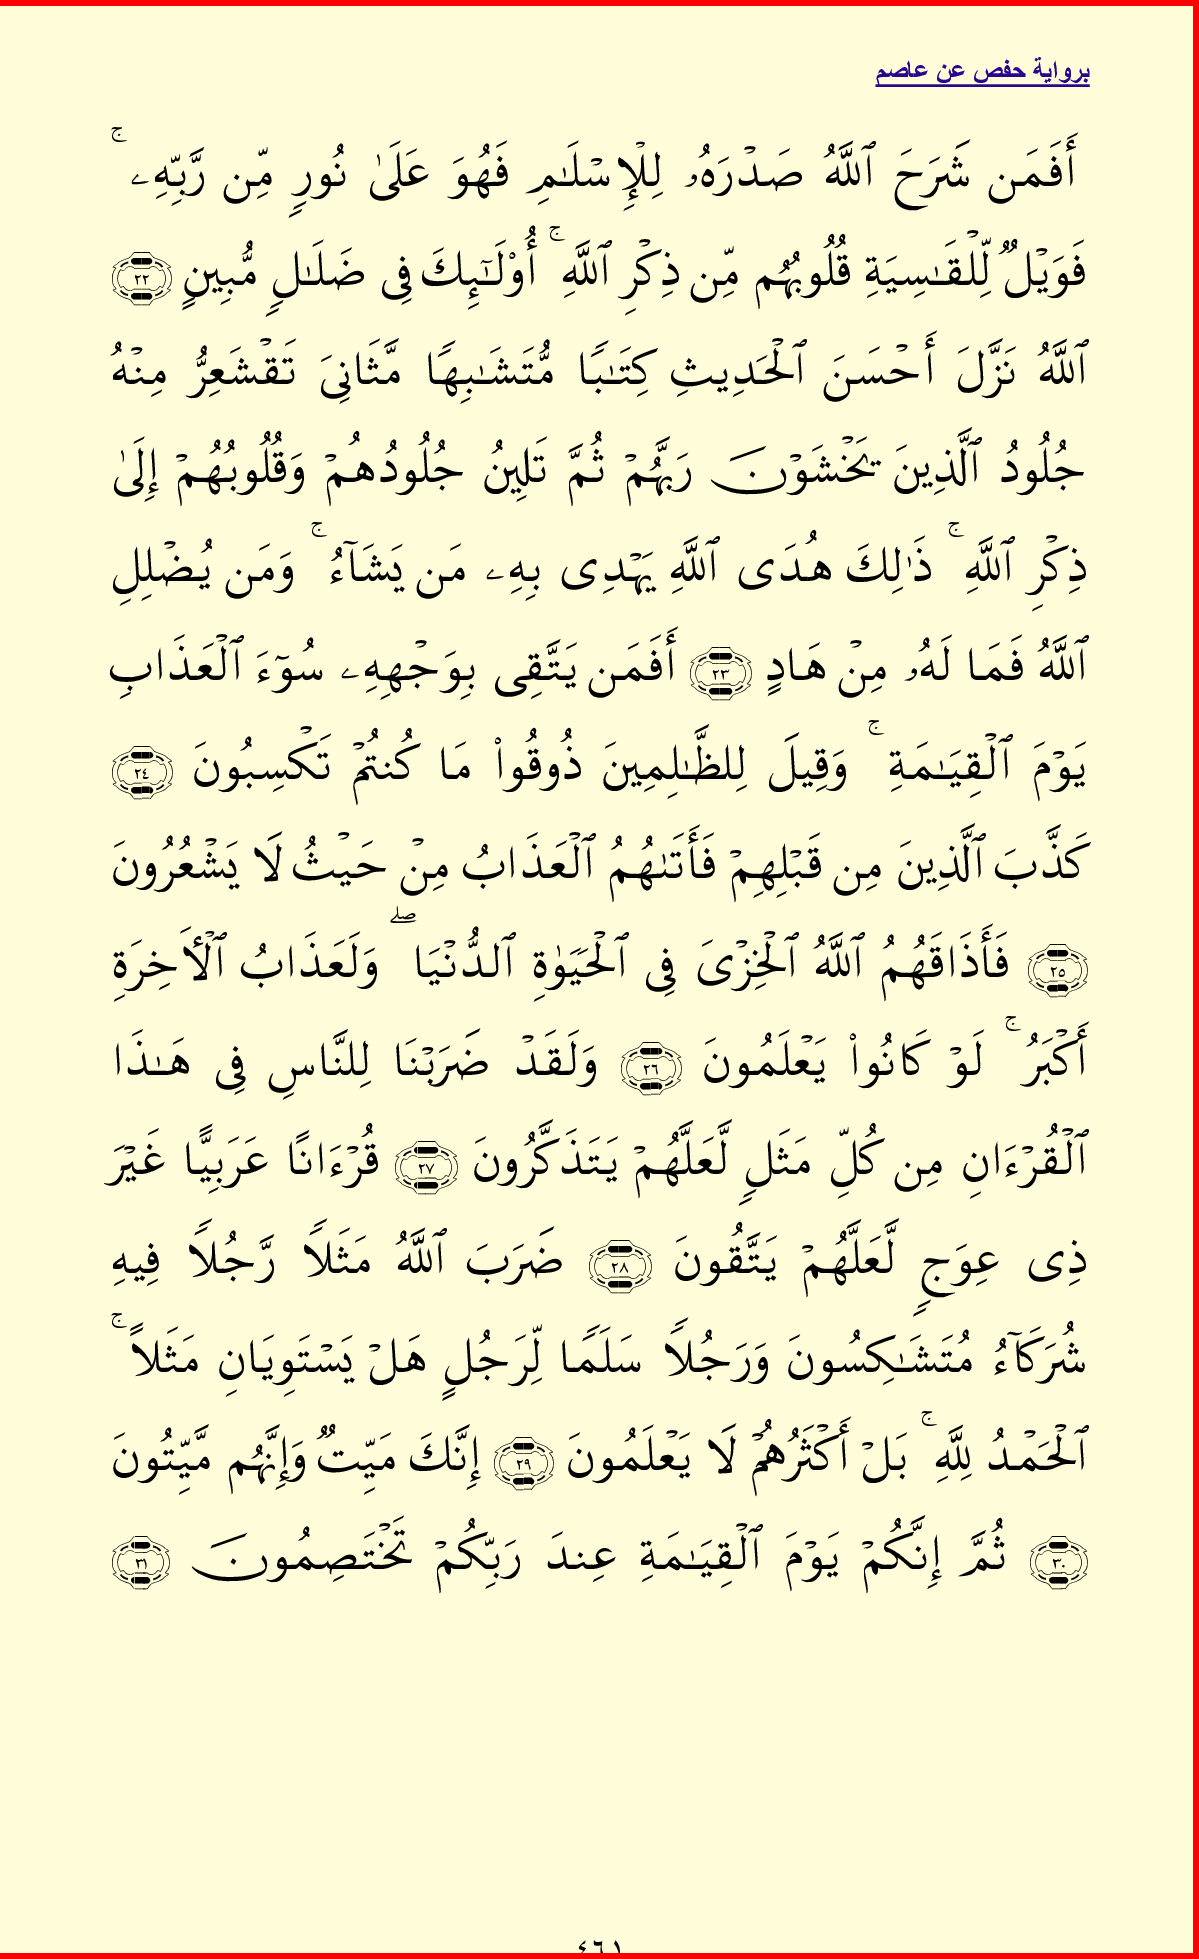 برواية حفص عن عاصم
أَفَمَن شَرَحَ ٱللَّهُ صَدۡرَهُۥ لِلۡإِسۡلَٰمِ فَهُوَ عَلَىٰ نُورٖ مِّن رَّبِّهِۦۚ
فَوَيۡلٞ لِّلۡقَٰسِيَةِ قُلُوبُهُم مِّن ذِكۡرِ ٱللَّهِۚ أُوْلَٰٓئِكَ فِي ضَلَٰلٖ مُّبِينٍ ٢٢
ٱللَّهُ نَزَّلَ أَحۡسَنَ ٱلۡحَدِيثِ كِتَٰبٗا مُّتَشَٰبِهٗا مَّثَانِيَ تَقۡشَعِرُّ مِنۡهُ
جُلُودُ ٱلَّذِينَ يَخۡشَوۡنَ رَبَّهُمۡ ثُمَّ تَلِينُ جُلُودُهُمۡ وَقُلُوبُهُمۡ إِلَىٰ
ذِكۡرِ ٱللَّهِۚ ذَٰلِكَ هُدَى ٱللَّهِ يَهۡدِي بِهِۦ مَن يَشَآءُۚ وَمَن يُضۡلِلِ
ٱللَّهُ فَمَا لَهُۥ مِنۡ هَادٍ ٢٣ أَفَمَن يَتَّقِي بِوَجۡهِهِۦ سُوٓءَ ٱلۡعَذَابِ
يَوۡمَ ٱلۡقِيَٰمَةِۚ وَقِيلَ لِلظَّٰلِمِينَ ذُوقُواْ مَا كُنتُمۡ تَكۡسِبُونَ ٢٤
كَذَّبَ ٱلَّذِينَ مِن قَبۡلِهِمۡ فَأَتَىٰهُمُ ٱلۡعَذَابُ مِنۡ حَيۡثُ لَا يَشۡعُرُونَ
٢٥ فَأَذَاقَهُمُ ٱللَّهُ ٱلۡخِزۡيَ فِي ٱلۡحَيَوٰةِ ٱلدُّنۡيَاۖ وَلَعَذَابُ ٱلۡأٓخِرَةِ
أَكۡبَرُۚ لَوۡ كَانُواْ يَعۡلَمُونَ ٢٦ وَلَقَدۡ ضَرَبۡنَا لِلنَّاسِ فِي هَٰذَا
ٱلۡقُرۡءَانِ مِن كُلِّ مَثَلٖ لَّعَلَّهُمۡ يَتَذَكَّرُونَ ٢٧ قُرۡءَانًا عَرَبِيًّا غَيۡرَ
ذِي عِوَجٖ لَّعَلَّهُمۡ يَتَّقُونَ ٢٨ ضَرَبَ ٱللَّهُ مَثَلٗا رَّجُلٗا فِيهِ
شُرَكَآءُ مُتَشَٰكِسُونَ وَرَجُلٗا سَلَمٗا لِّرَجُلٍ هَلۡ يَسۡتَوِيَانِ مَثَلًاۚ
ٱلۡحَمۡدُ لِلَّهِۚ بَلۡ أَكۡثَرُهُمۡ لَا يَعۡلَمُونَ ٢٩ إِنَّكَ مَيِّتٞ وَإِنَّهُم مَّيِّتُونَ
٣٠ ثُمَّ إِنَّكُمۡ يَوۡمَ ٱلۡقِيَٰمَةِ عِندَ رَبِّكُمۡ تَخۡتَصِمُونَ ٣١
٤٦١